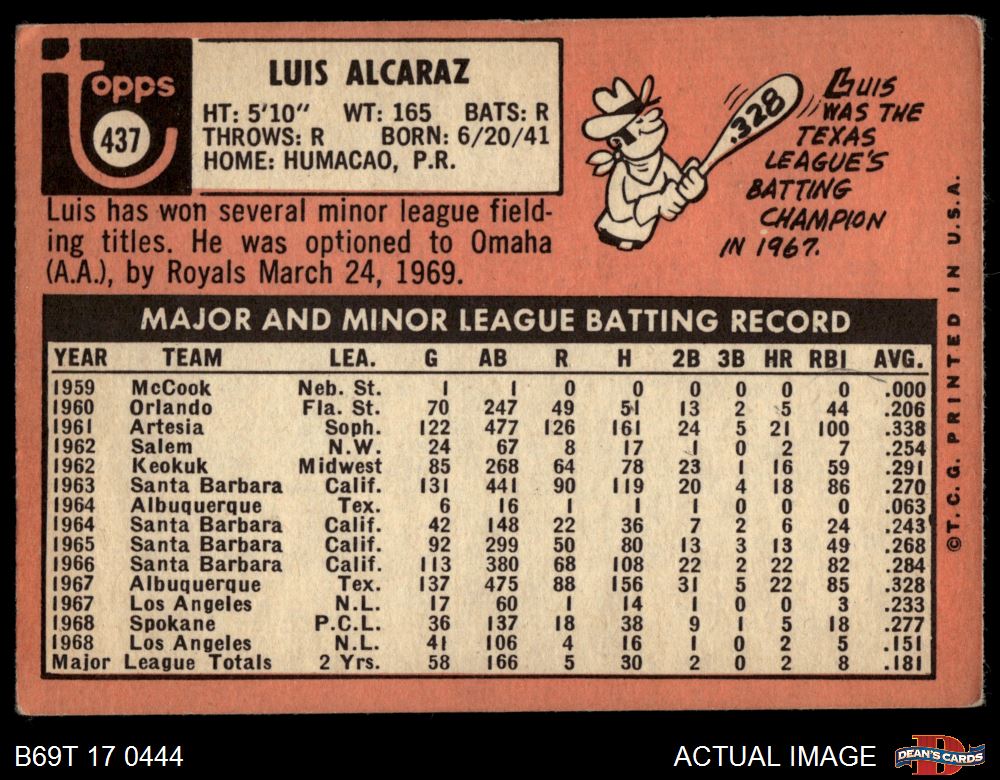 topps
437
LUIS ALCARAZ
HT: 5'10" WT: 165 BATS: R
THROWS: R BORN: 6/20/41
HOME: HUMACAO, P.R.
Luis has won several minor league field-
ing titles. He was optioned to Omaha
(A.A.), by Royals March 24, 1969.
.328
LUIS
WAS THE
TEXAS
LEAGUE'S
BATTING
CHAMPION
IN 1967.
MAJOR AND MINOR LEAGUE BATTING RECORD
YEAR TEAM LEA. G AB R H 2B 3B HR RBI AVG.
1959 McCook Neb. St. 1 1 0 0 0 0 0 0 .000
1960 Orlando Fla. St. 70 247 49 51 13 2 5 44 .206
1961 Artesia Soph. 122 477 126 161 24 5 21 100 .338
1962 Salem N.W. 24 67 8 17 1 0 2 7 .254
1962 Keokuk Midwest 85 268 64 78 23 1 16 59 .291
1963 Santa Barbara Calif. 131 441 90 119 20 4 18 86 .270
1964 Albuquerque Tex. 6 16 1 1 1 0 0 0 .063
1964 Santa Barbara Calif. 42 148 22 36 7 2 6 24 .243
1965 Santa Barbara Calif. 92 299 50 80 13 3 13 49 .268
1966 Santa Barbara Calif. 113 380 68 108 22 2 22 82 .284
1967 Albuquerque Tex. 137 475 88 156 31 5 22 85 .328
1967 Los Angeles N.L. 17 60 1 14 1 0 0 3 .233
1968 Spokane P.C.L. 36 137 18 38 9 1 5 18 .277
1968 Los Angeles N.L. 41 106 4 16 1 0 2 5 .151
Major League Totals 2 Yrs. 58 166 5 30 2 0 2 8 .181
© T. C. G. PRINTED IN U.S.A.
B69T 17 0444
ACTUAL IMAGE
D
DEAN'S CARDS